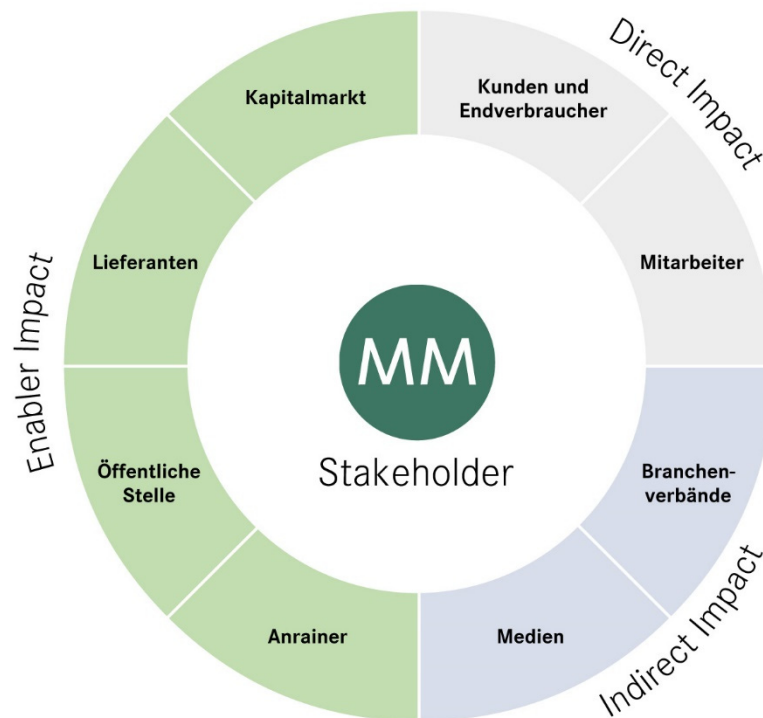 Direct Impact
Kapitalmarkt
Kunden und
Endverbraucher
Lieferanten
Mitarbeiter
Enabler Impact
MM
Stakeholder
Öffentliche
Stelle
Branchen-
verbände
Anrainer
Medien
Indirect Impact